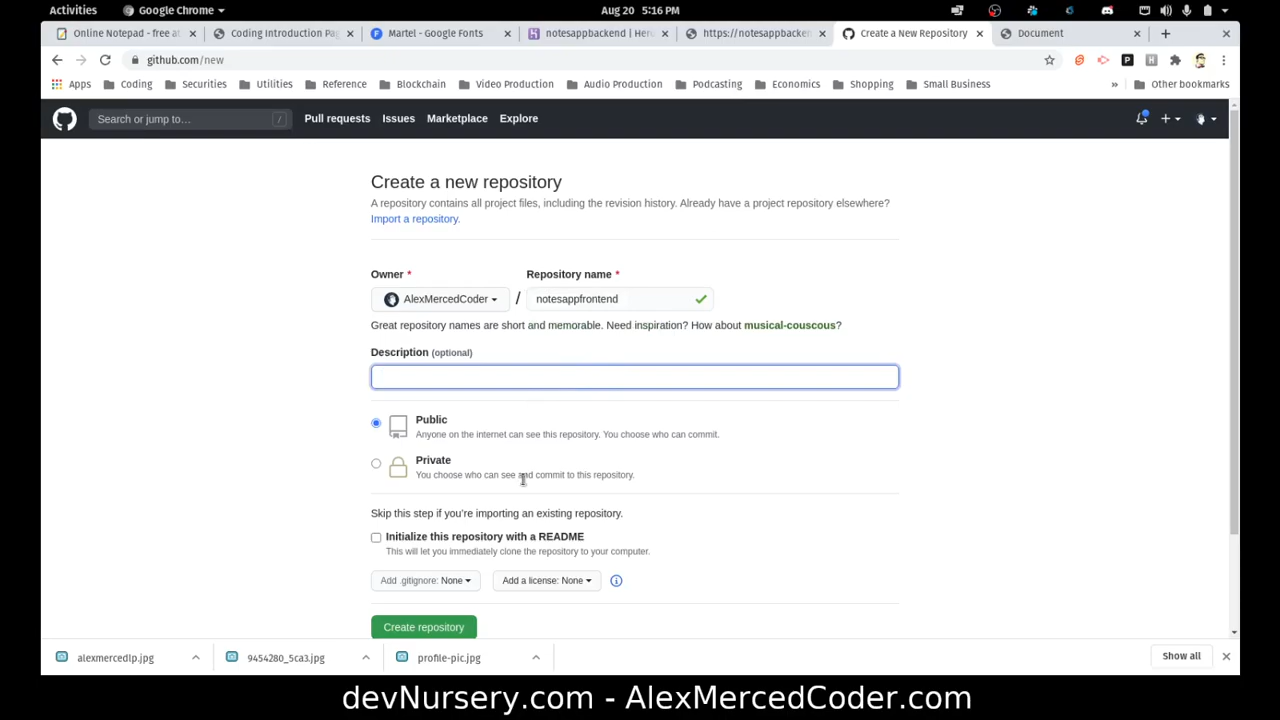 Activities
Google Chrome
Aug 20 5:16 PM
Online Notepad - free at
Coding Introduction Pag
Martel - Google Fonts
notesappbackend | Her
https://notesappbacken
Create a New Repository
Document
github.com/new
Apps
Coding
Securities
Utilities
Reference
Blockchain
Video Production
Audio Production
Podcasting
Economics
Shopping
Small Business
»
Other bookmarks
Search or jump to…
/
Pull requests
Issues
Marketplace
Explore
Create a new repository
A repository contains all project files, including the revision history. Already have a project repository elsewhere?
Import a repository.
Owner *
Repository name *
AlexMercedCoder
/
notesappfrontend
Great repository names are short and memorable. Need inspiration? How about musical-couscous?
Description (optional)
Public
Anyone on the internet can see this repository. You choose who can commit.
Private
You choose who can see and commit to this repository.
Skip this step if you're importing an existing repository.
Initialize this repository with a README
This will let you immediately clone the repository to your computer.
Add .gitignore: None
Add a license: None
Create repository
alexmercedlp.jpg
9454280_5ca3.jpg
profile-pic.jpg
Show all
devNursery.com - AlexMercedCoder.com